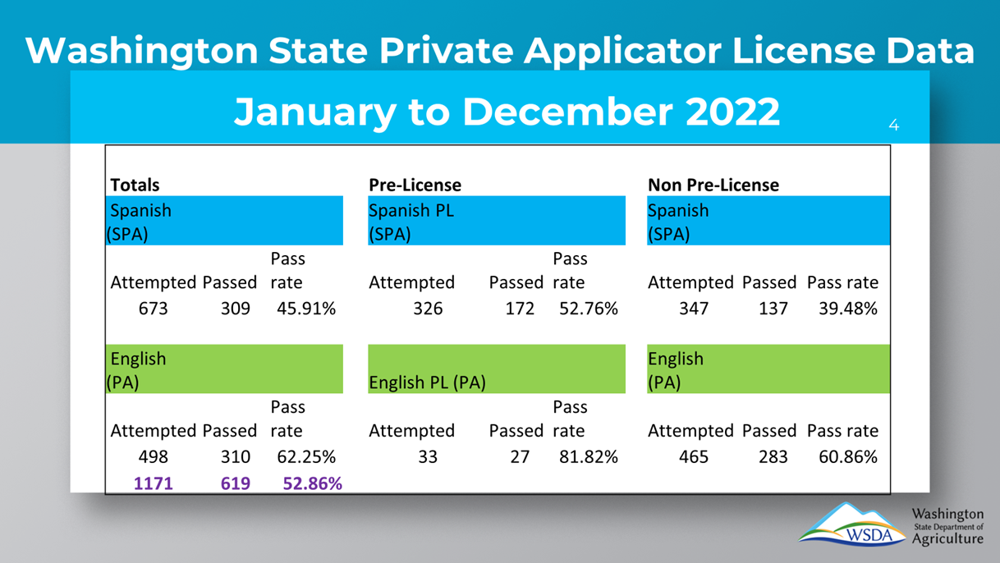 Washington State Private Applicator License Data
January to December 2022
4
Totals Pre-License Non Pre-License
Spanish Spanish PL Spanish
(SPA) (SPA) (SPA)
Pass Pass
Attempted Passed rate Attempted Passed rate Attempted Passed Pass rate
673 309 45.91% 326 172 52.76% 347 137 39.48%
English English
(PA) English PL (PA) (PA)
Pass Pass
Attempted Passed rate Attempted Passed rate Attempted Passed Pass rate
498 310 62.25% 33 27 81.82% 465 283 60.86%
1171 619 52.86%
WSDA
Washington
State Department of
Agriculture